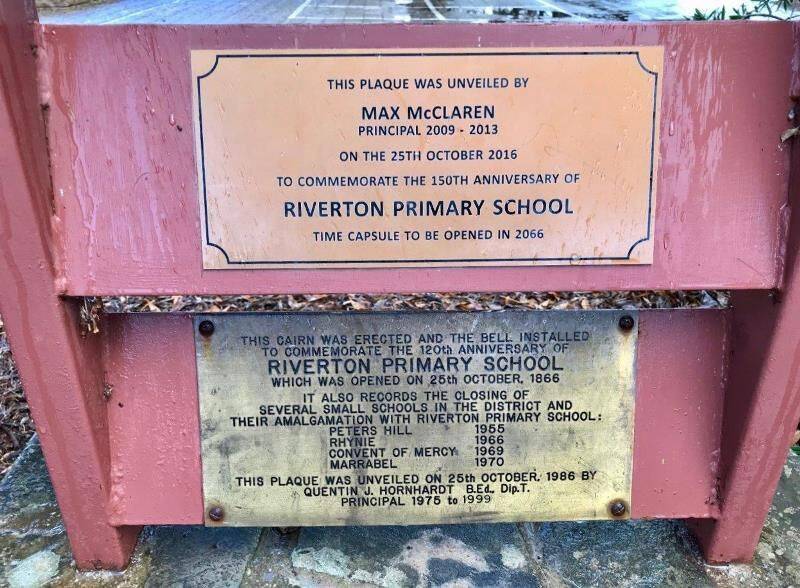 THIS PLAQUE WAS UNVEILED BY
MAX McCLAREN
PRINCIPAL 2009 - 2013
ON THE 25TH OCTOBER 2016
TO COMMEMORATE THE 150TH ANNIVERSARY OF
RIVERTON PRIMARY SCHOOL
TIME CAPSULE TO BE OPENED IN 2066
THIS CAIRN WAS ERECTED AND THE BELL INSTALLED
TO COMMEMORATE THE 120th ANNIVERSARY OF
RIVERTON PRIMARY SCHOOL
WHICH WAS OPENED ON 25th OCTOBER, 1866
IT ALSO RECORDS THE CLOSING OF
SEVERAL SMALL SCHOOLS IN THE DISTRICT AND
THEIR AMALGAMATION WITH RIVERTON PRIMARY SCHOOL:
PETERS HILL 1955
RHYNIE 1966
CONVENT OF MERCY 1969
MARRABEL 1970
THIS PLAQUE WAS UNVEILED ON 25th OCTOBER, 1986 BY
QUENTIN J. HORNHARDT B.Ed., Dip.T.
PRINCIPAL 1975 to 1999